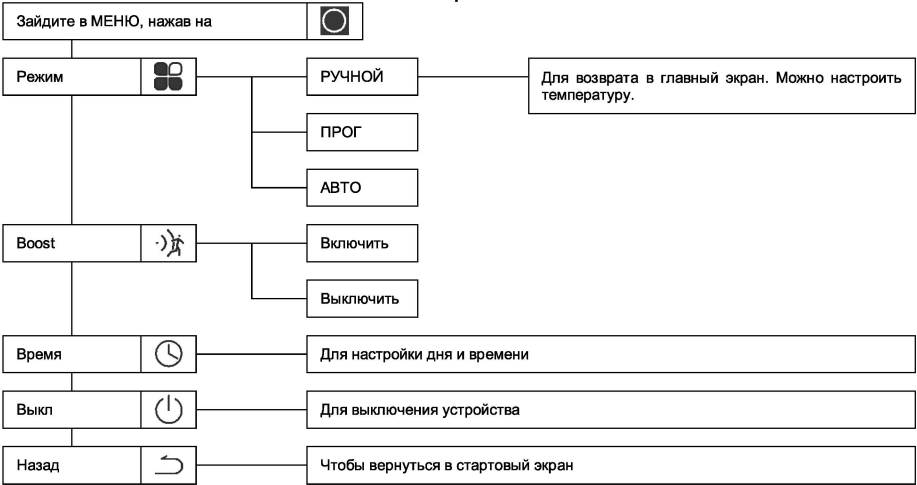 Зайдите в МЕНЮ, нажав на
Режим
РУЧНОЙ
Для возврата в главный экран. Можно настроить
температуру.
ПРОГ
АВТО
Boost
Включить
Выключить
Время
Для настройки дня и времени
Выкл
Для выключения устройства
Назад
Чтобы вернуться в стартовый экран